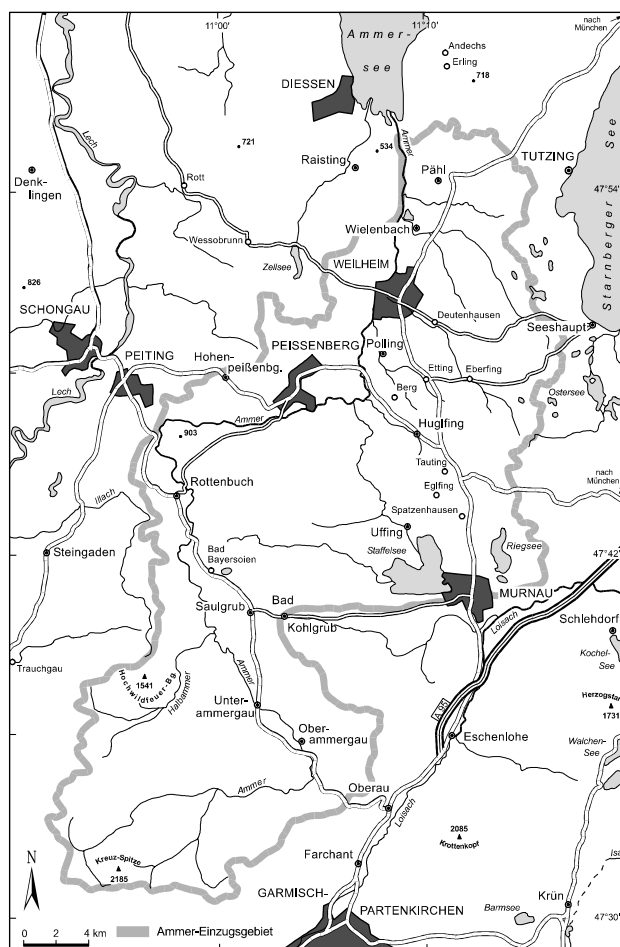 11°00'
11°10'
nach
München
Ammer-
see
Andechs
Erling
718
DIESSEN
Lech
721
534
Ammer
Raisting
Pähl
TUTZING
Starnberger See
Denk-
lingen
Rott
47°54'
Wessobrunn
Wielenbach
Zellsee
WEILHEIM
826
SCHONGAU
Deutenhausen
Seeshaupt
PEITING
Hohen-
peißenbg.
PEISSENBERG
Polling
Etting
Eberfing
Berg
Ostersee
Lech
Ammer
903
Huglfing
Tauting
nach
München
Illach
Rottenbuch
Eglfing
Spatzenhausen
Uffing
Staffelsee
Riegsee
Steingaden
Bad
Bayersoien
47°42'
MURNAU
Saulgrub
Bad
Kohlgrub
Loisach
Schlehdorf
Kochel-
See
Trauchgau
1541
Hochwildfeuer-Bg.
Halbammer
Ammer
Herzogstand
1731
A 95
Unter-
ammergau
Ober-
ammergau
Eschenlohe
Walchen-
See
Ammer
Oberau
Loisach
2085
Krottenkopf
Kreuz-Spitze
2185
Farchant
Isa
N
GARMISCH-
PARTENKIRCHEN
Barmsee
Krün
47°30'
0 2 4 km
Ammer-Einzugsgebiet